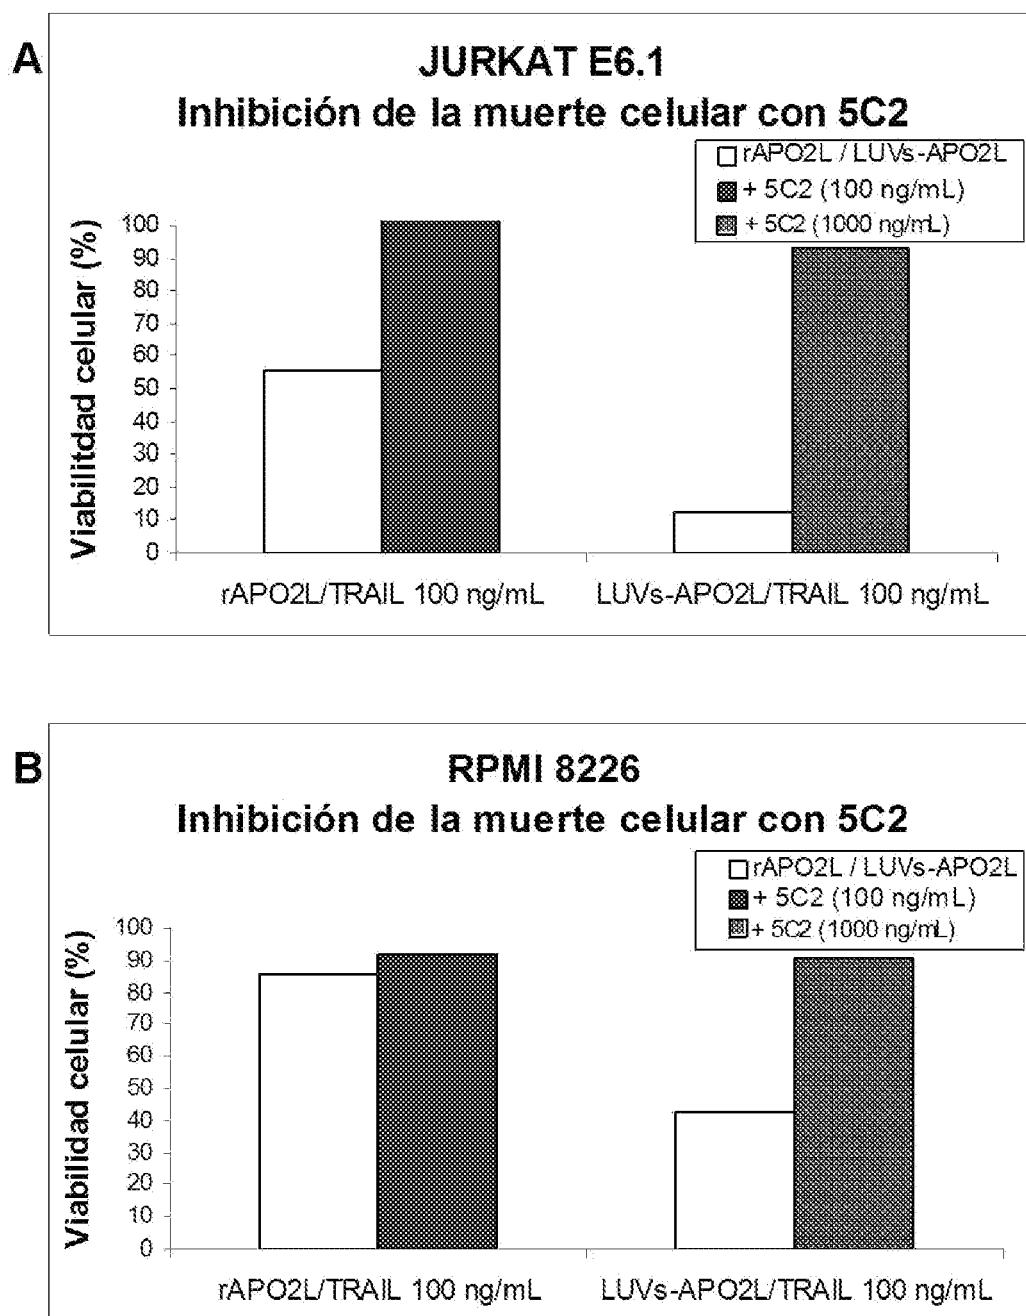 A
JURKAT E6.1
Inhibición de la muerte celular con 5C2
rAPO2L / LUVs-APO2L
+ 5C2 (100 ng/mL)
+ 5C2 (1000 ng/mL)
Viabilitdad celular (%)
100
90
80
70
60
50
40
30
20
10
0
rAPO2L/TRAIL 100 ng/mL
LUVs-APO2L/TRAIL 100 ng/mL
B
RPMI 8226
Inhibición de la muerte celular con 5C2
rAPO2L / LUVs-APO2L
+ 5C2 (100 ng/mL)
+ 5C2 (1000 ng/mL)
Viabilidad celular (%)
100
90
80
70
60
50
40
30
20
10
0
rAPO2L/TRAIL 100 ng/mL
LUVs-APO2L/TRAIL 100 ng/mL